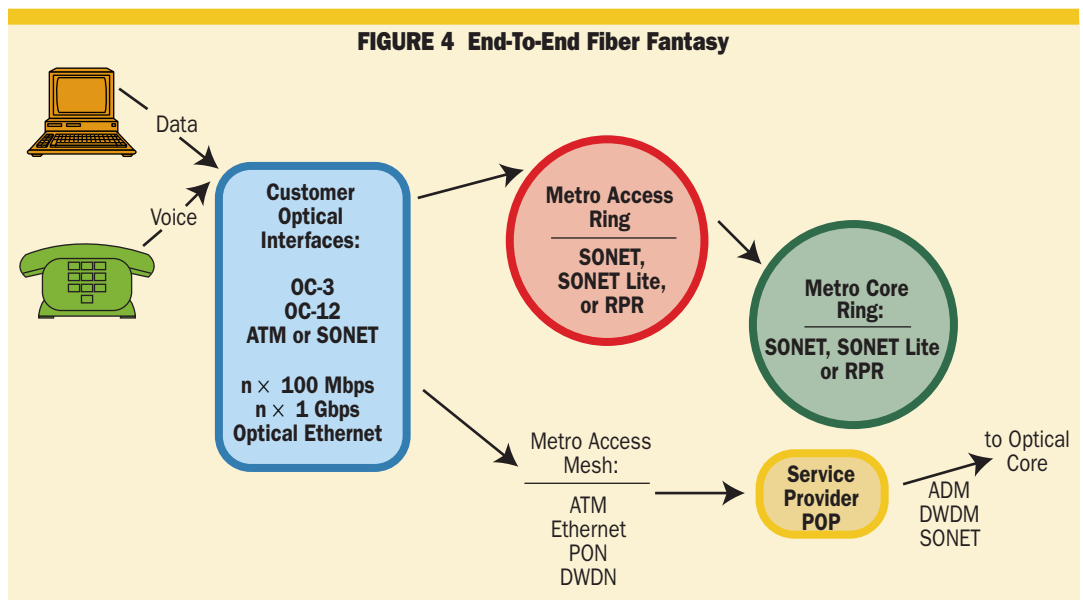 FIGURE 4 End-To-End Fiber Fantasy
Data
Voice
Customer
Optical
Interfaces:
OC-3
OC-12
ATM or SONET
n × 100 Mbps
n × 1 Gbps
Optical Ethernet
Metro Access
Ring
SONET,
SONET Lite,
or RPR
Metro Core
Ring:
SONET, SONET Lite
or RPR
Metro Access
Mesh:
ATM
Ethernet
PON
DWDN
Service
Provider
POP
to Optical
Core
ADM
DWDM
SONET